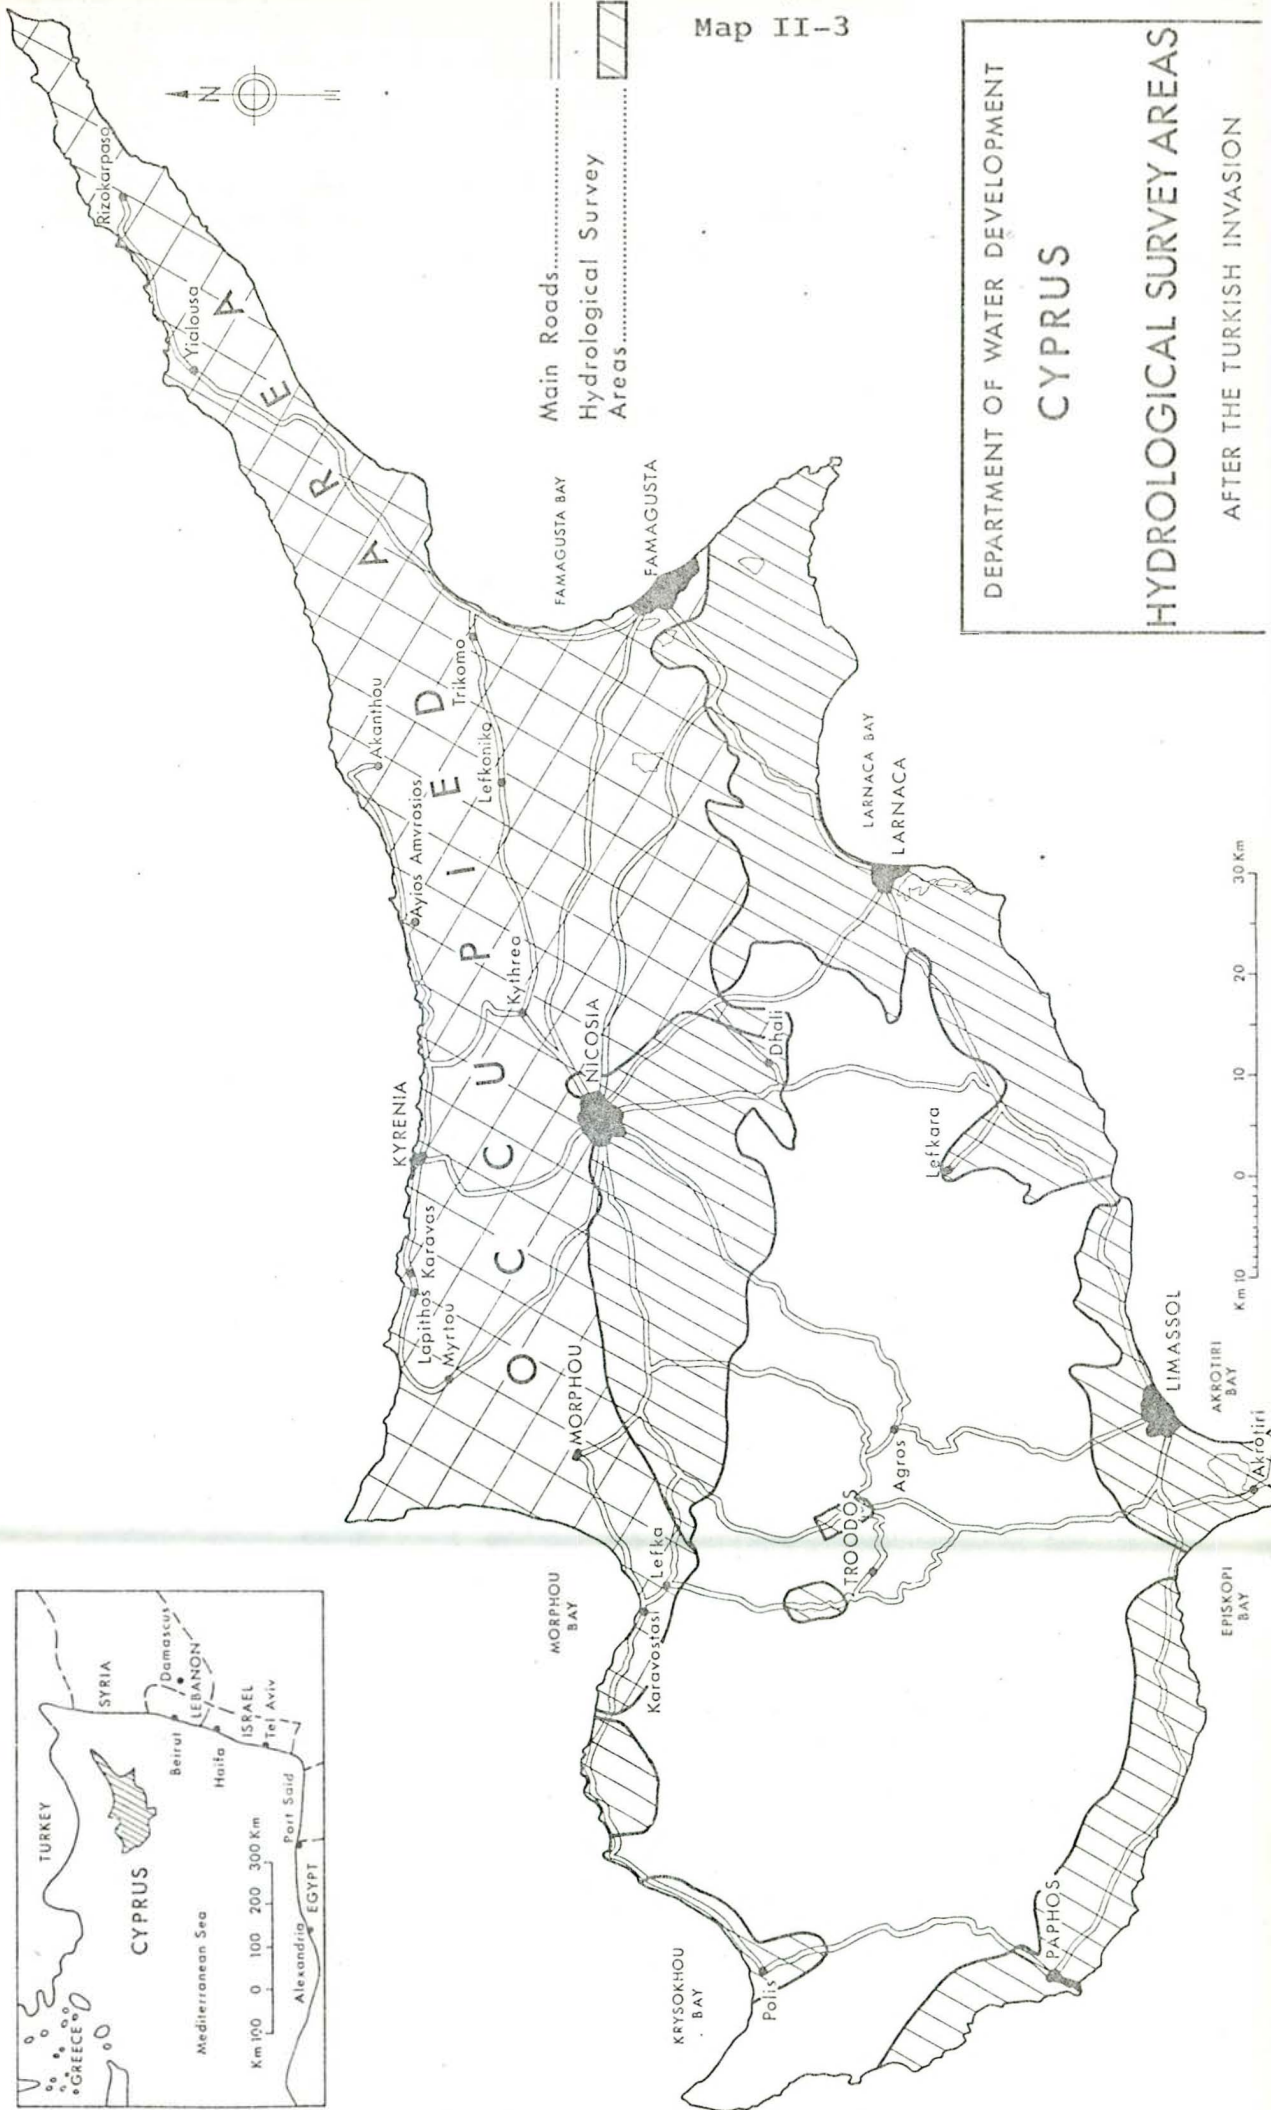 Map II-3
DEPARTMENT OF WATER DEVELOPMENT
CYPRUS
HYDROLOGICAL SURVEY AREAS
AFTER THE TURKISH INVASION
Main Roads
Hydrological Survey
Areas
N
TURKEY
GREECE
CYPRUS
SYRIA
Damascus
LEBANON
Beirut
Haifa
ISRAEL
Tel Aviv
Port Said
EGYPT
Alexandria
Mediterranean Sea
Km 100 0 100 200 300 Km
OCCUPIED AREA
Rizokarpaso
Yialousa
Akanthou
Ayios Amvrosios
Trikomo
Lefkoniko
Kythrea
KYRENIA
Karavas
Lapithos
Myrtou
MORPHOU
NICOSIA
FAMAGUSTA BAY
FAMAGUSTA
LARNACA BAY
LARNACA
Dhali
Lefkara
Lefka
Karavostasi
MORPHOU
BAY
TROODOS
Agros
LIMASSOL
AKROTIRI
BAY
Akrotiri
EPISKOPI
BAY
KRYSOKHOU
BAY
Polis
PAPHOS
Km 10 0 10 20 30 Km